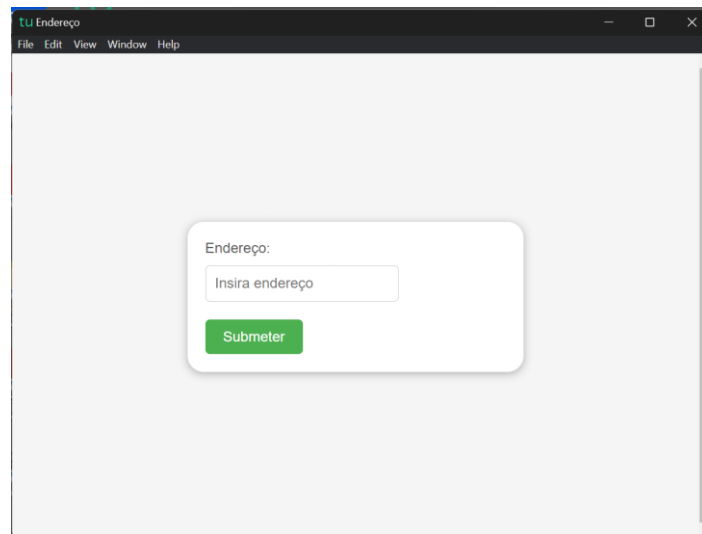 tu Endereço
File Edit View Window Help
Endereço:
Insira endereço
Submeter